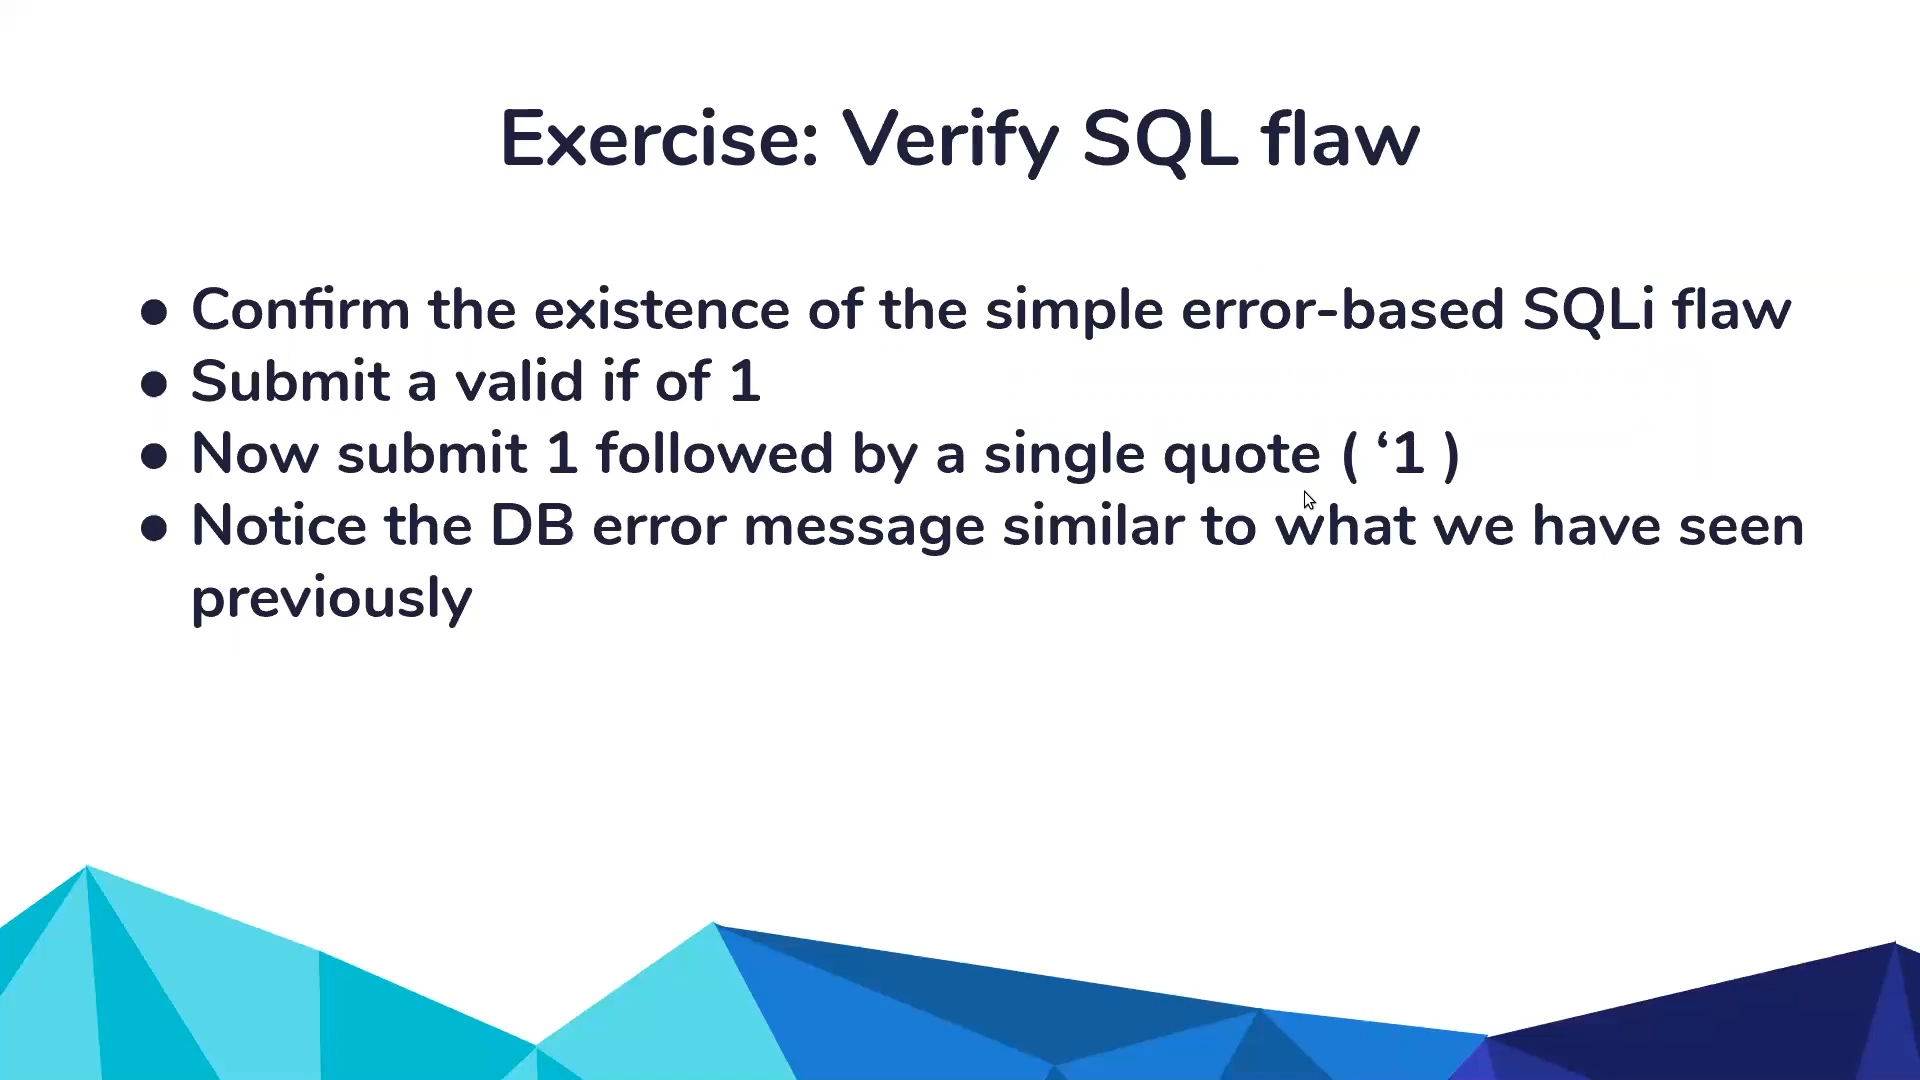 Exercise: Verify SQL flaw
● Confirm the existence of the simple error-based SQLi flaw
● Submit a valid if of 1
● Now submit 1 followed by a single quote ( ‘1 )
● Notice the DB error message similar to what we have seen
previously